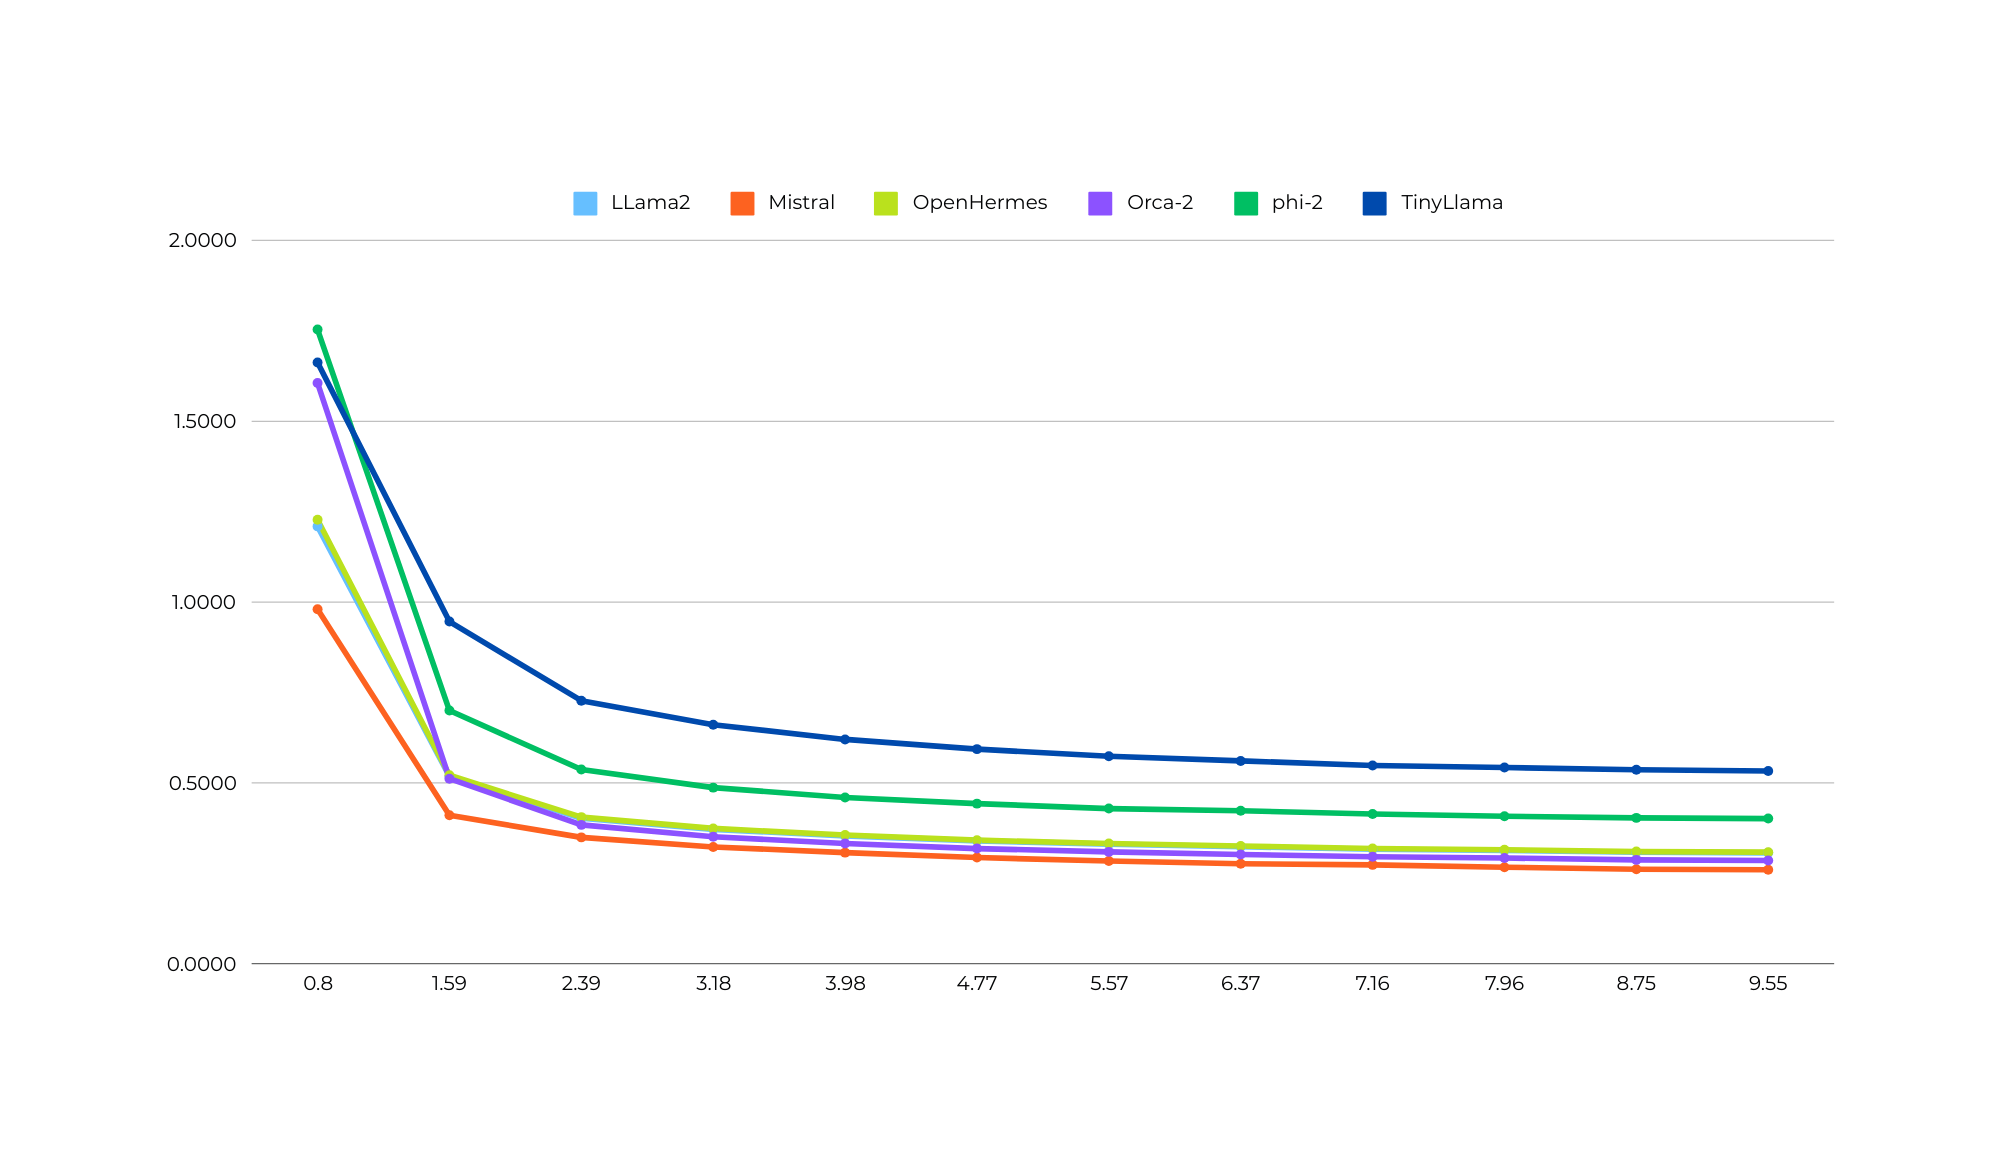 LLama2 Mistral OpenHermes Orca-2 phi-2 TinyLlama
2.0000
1.5000
1.0000
0.5000
0.0000
0.8 1.59 2.39 3.18 3.98 4.77 5.57 6.37 7.16 7.96 8.75 9.55